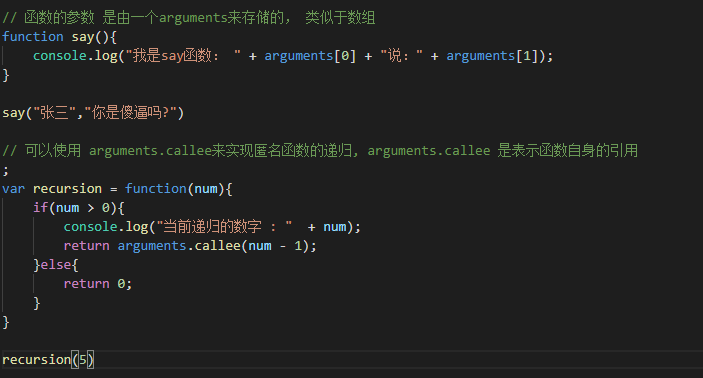 // 函数的参数 是由一个arguments来存储的， 类似于数组
function say(){
    console.log("我是say函数： " + arguments[0] + "说：" + arguments[1]);
}
say("张三","你是傻逼吗?")
// 可以使用 arguments.callee来实现匿名函数的递归, arguments.callee 是表示函数自身的引用
;
var recursion = function(num){
    if(num > 0){
        console.log("当前递归的数字 : "  + num);
        return arguments.callee(num - 1);
    }else{
        return 0;
    }
}
recursion(5)